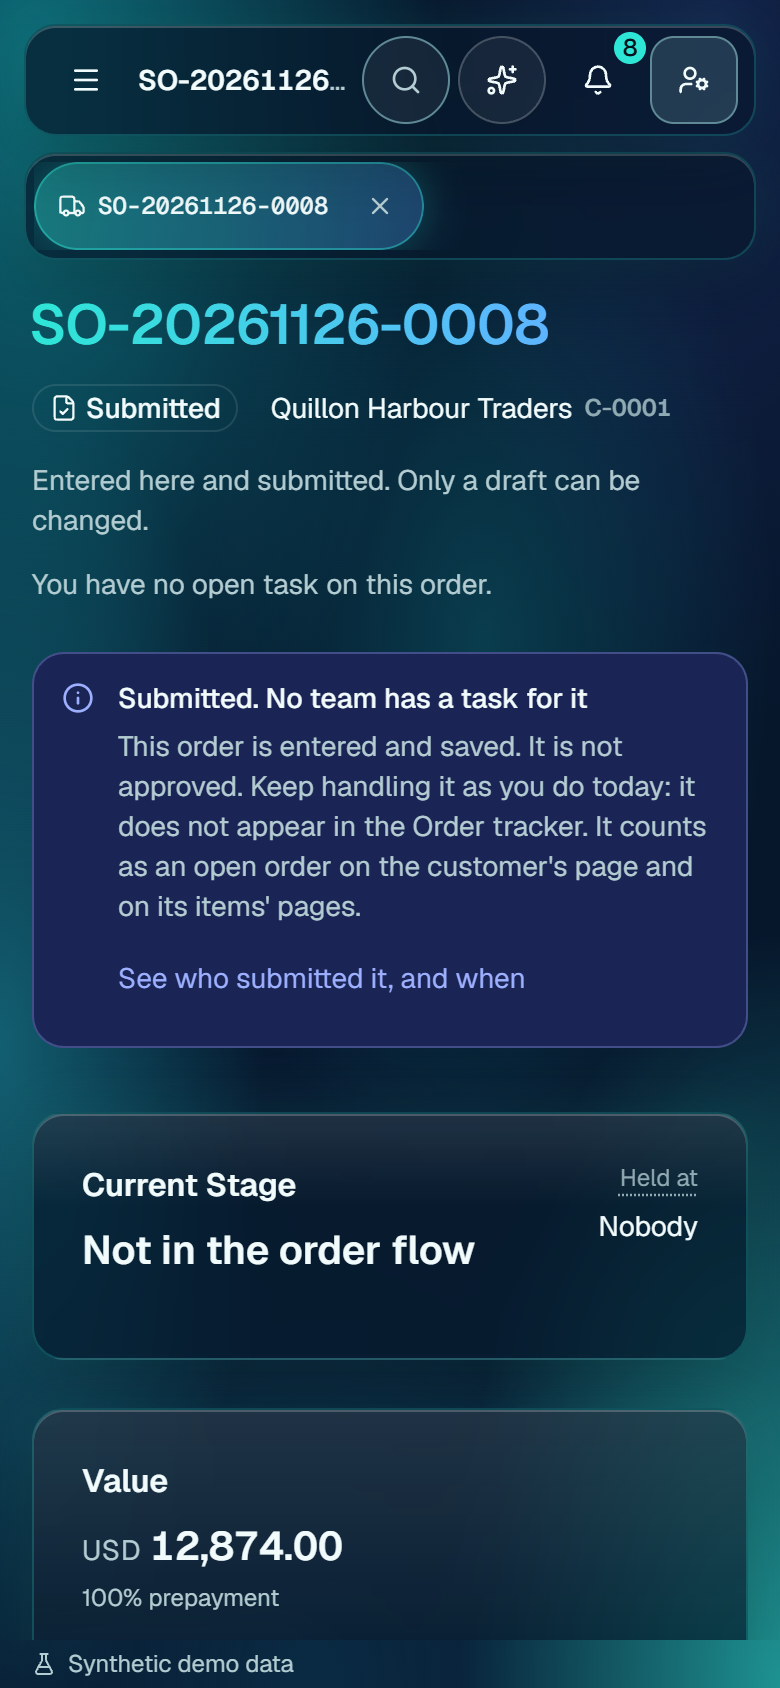 SO-20261126...
8
SO-20261126-0008
SO-20261126-0008
Submitted
Quillon Harbour Traders C-0001
Entered here and submitted. Only a draft can be
changed.
You have no open task on this order.
Submitted. No team has a task for it
This order is entered and saved. It is not
approved. Keep handling it as you do today: it
does not appear in the Order tracker. It counts
as an open order on the customer's page and
on its items' pages.
See who submitted it, and when
Current Stage
Held at
Not in the order flow
Nobody
Value
USD 12,874.00
100% prepayment
Synthetic demo data